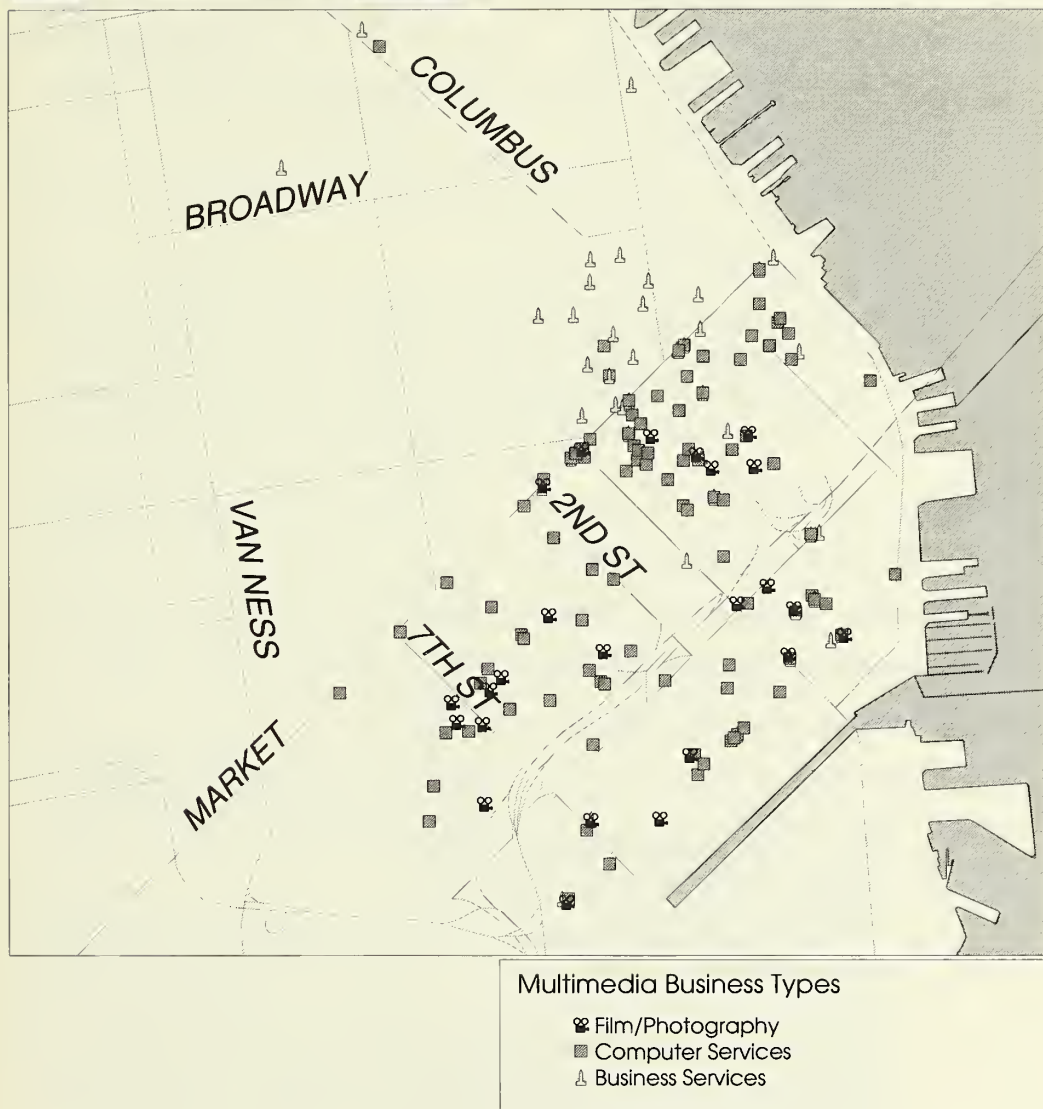 COLUMBUS
BROADWAY
2ND ST
VAN NESS
7TH ST
MARKET
Multimedia Business Types
Film/Photography
Computer Services
Business Services